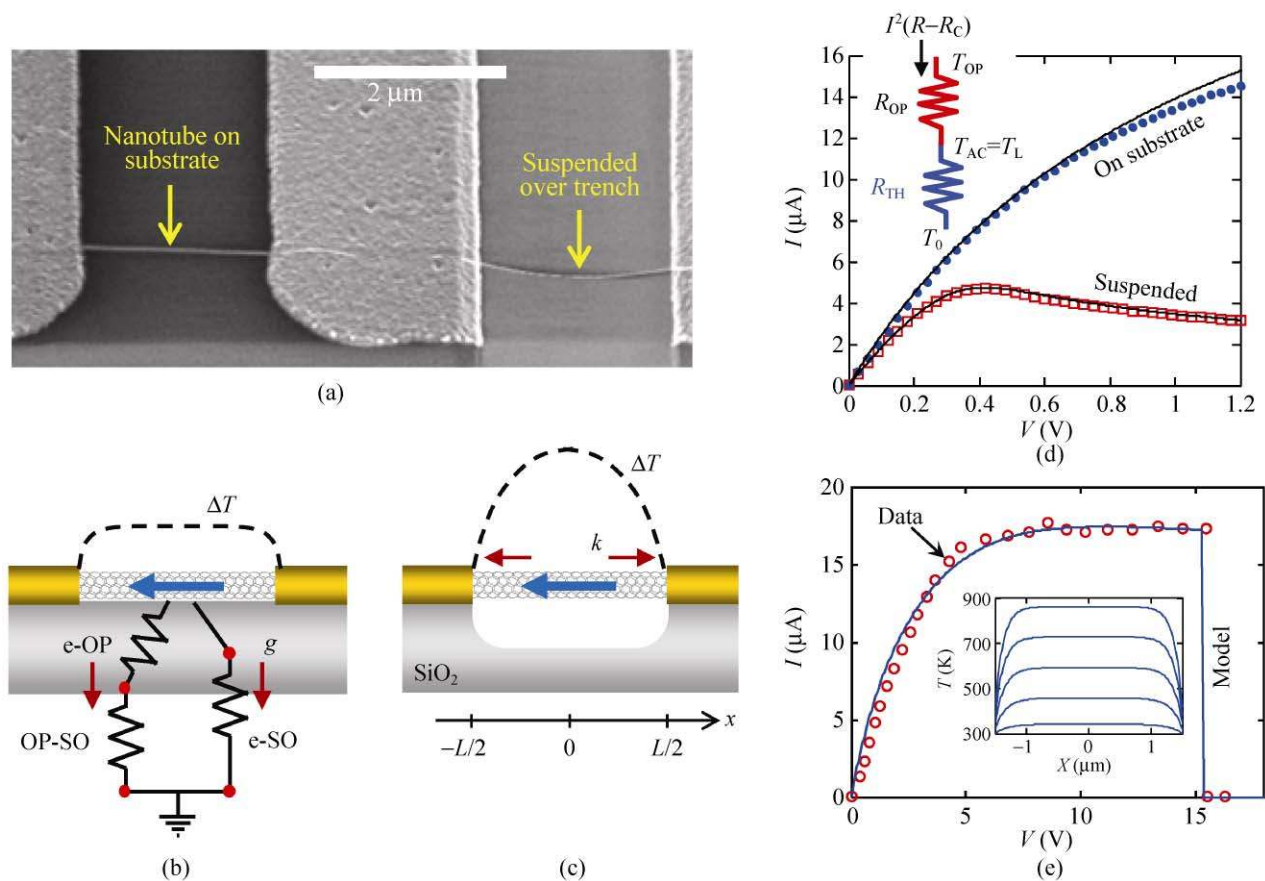 2 μm
Nanotube on
substrate
Suspended
over trench
(a)
I²(R−R_C)
T_OP
R_OP
T_AC=T_L
R_TH
T_0
On substrate
Suspended
I (μA)
16
14
12
10
8
6
4
2
0
0 0.2 0.4 0.6 0.8 1 1.2
V (V)
(d)
ΔT
e-OP
g
OP-SO
e-SO
(b)
ΔT
k
SiO₂
x
−L/2 0 L/2
(c)
20
15
10
5
0
I (μA)
Data
Model
900
700
500
300
T (K)
−1 0 1
X (μm)
0 5 10 15
V (V)
(e)